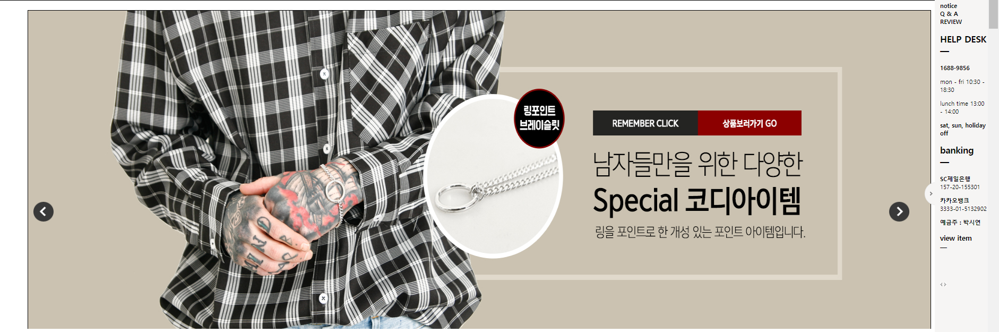 링포인트
브레이슬릿
REMEMBER CLICK
상품보러가기 GO
남자들만을 위한 다양한
Special 코디아이템
링을 포인트로 한 개성 있는 포인트 아이템입니다.
notice
Q & A
REVIEW
HELP DESK
1688-9856
mon - fri 10:30 -
18:30
lunch time 13:00
- 14:00
sat, sun, holiday
off
banking
SC제일은행
157-20-155301
카카오뱅크
3333-01-5132902
예금주 : 박시연
view item